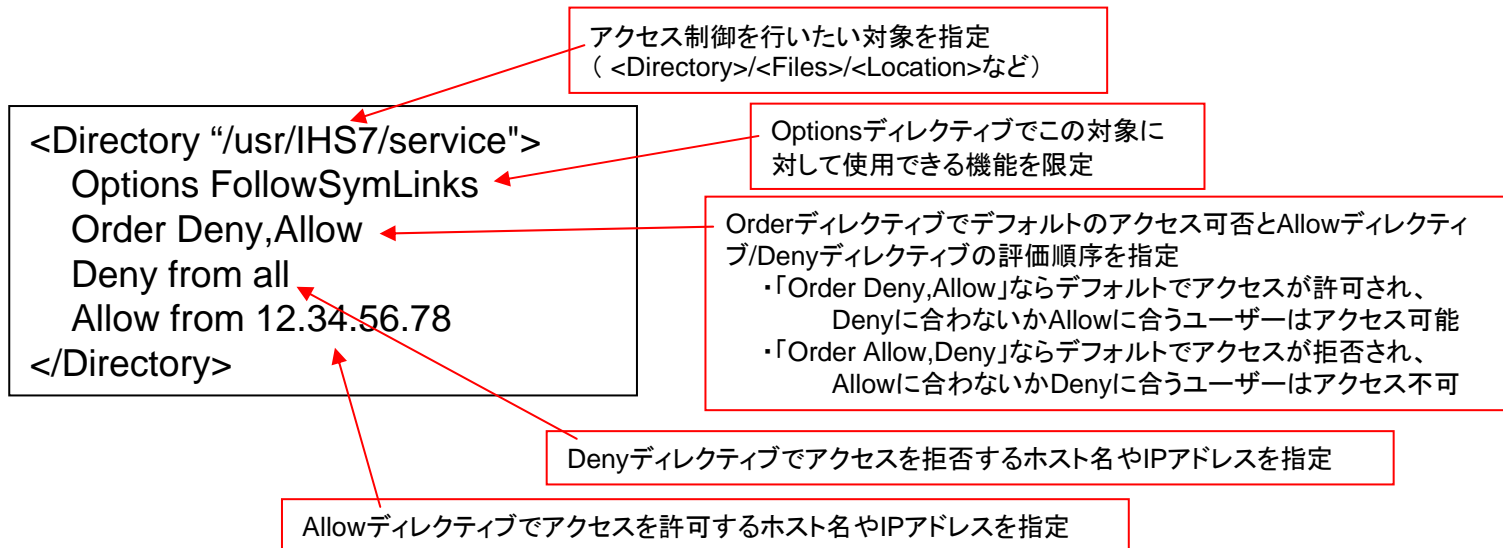 アクセス制御を行いたい対象を指定
（ <Directory>/<Files>/<Location>など）
<Directory “/usr/IHS7/service">
Options FollowSymLinks
Order Deny,Allow
Deny from all
Allow from 12.34.56.78
</Directory>
Optionsディレクティブでこの対象に
対して使用できる機能を限定
Orderディレクティブでデフォルトのアクセス可否とAllowディレクティ
ブ/Denyディレクティブの評価順序を指定
・「Order Deny,Allow」ならデフォルトでアクセスが許可され、
Denyに合わないかAllowに合うユーザーはアクセス可能
・「Order Allow,Deny」ならデフォルトでアクセスが拒否され、
Allowに合わないかDenyに合うユーザーはアクセス不可
Denyディレクティブでアクセスを拒否するホスト名やIPアドレスを指定
Allowディレクティブでアクセスを許可するホスト名やIPアドレスを指定